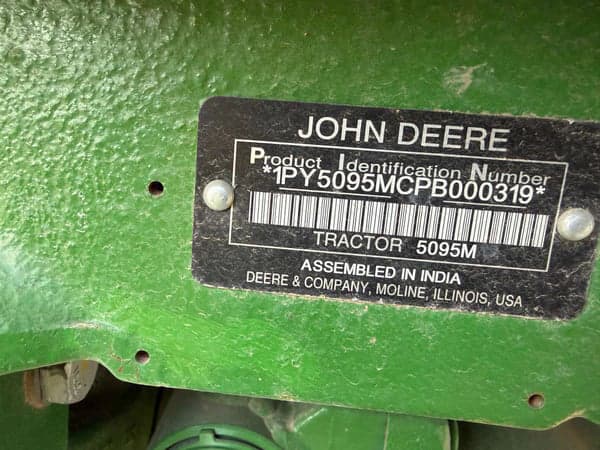 JOHN DEERE
Product Identification Number
*1PY5095MCPB000319*
TRACTOR 5095M
ASSEMBLED IN INDIA
DEERE & COMPANY, MOLINE, ILLINOIS, USA